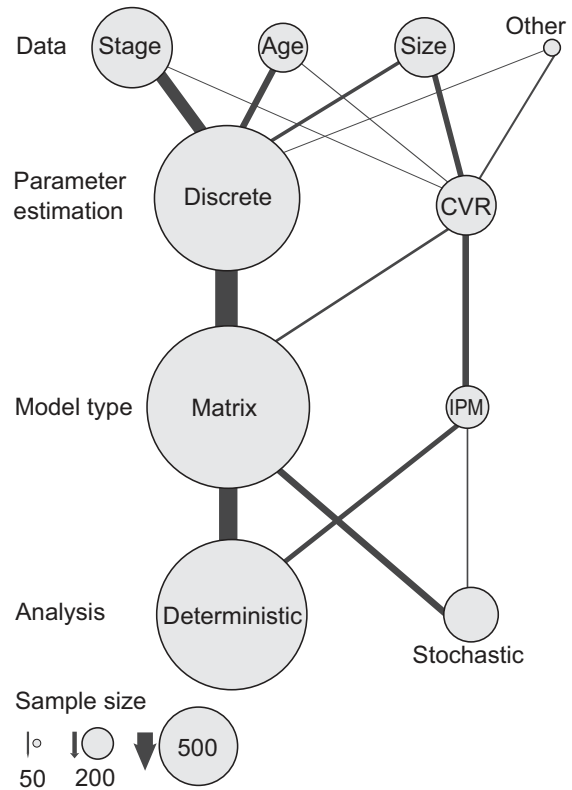 Other
Data
Stage
Age
Size
Parameter
estimation
Discrete
CVR
Model type
Matrix
IPM
Analysis
Deterministic
Stochastic
Sample size
500
50
200